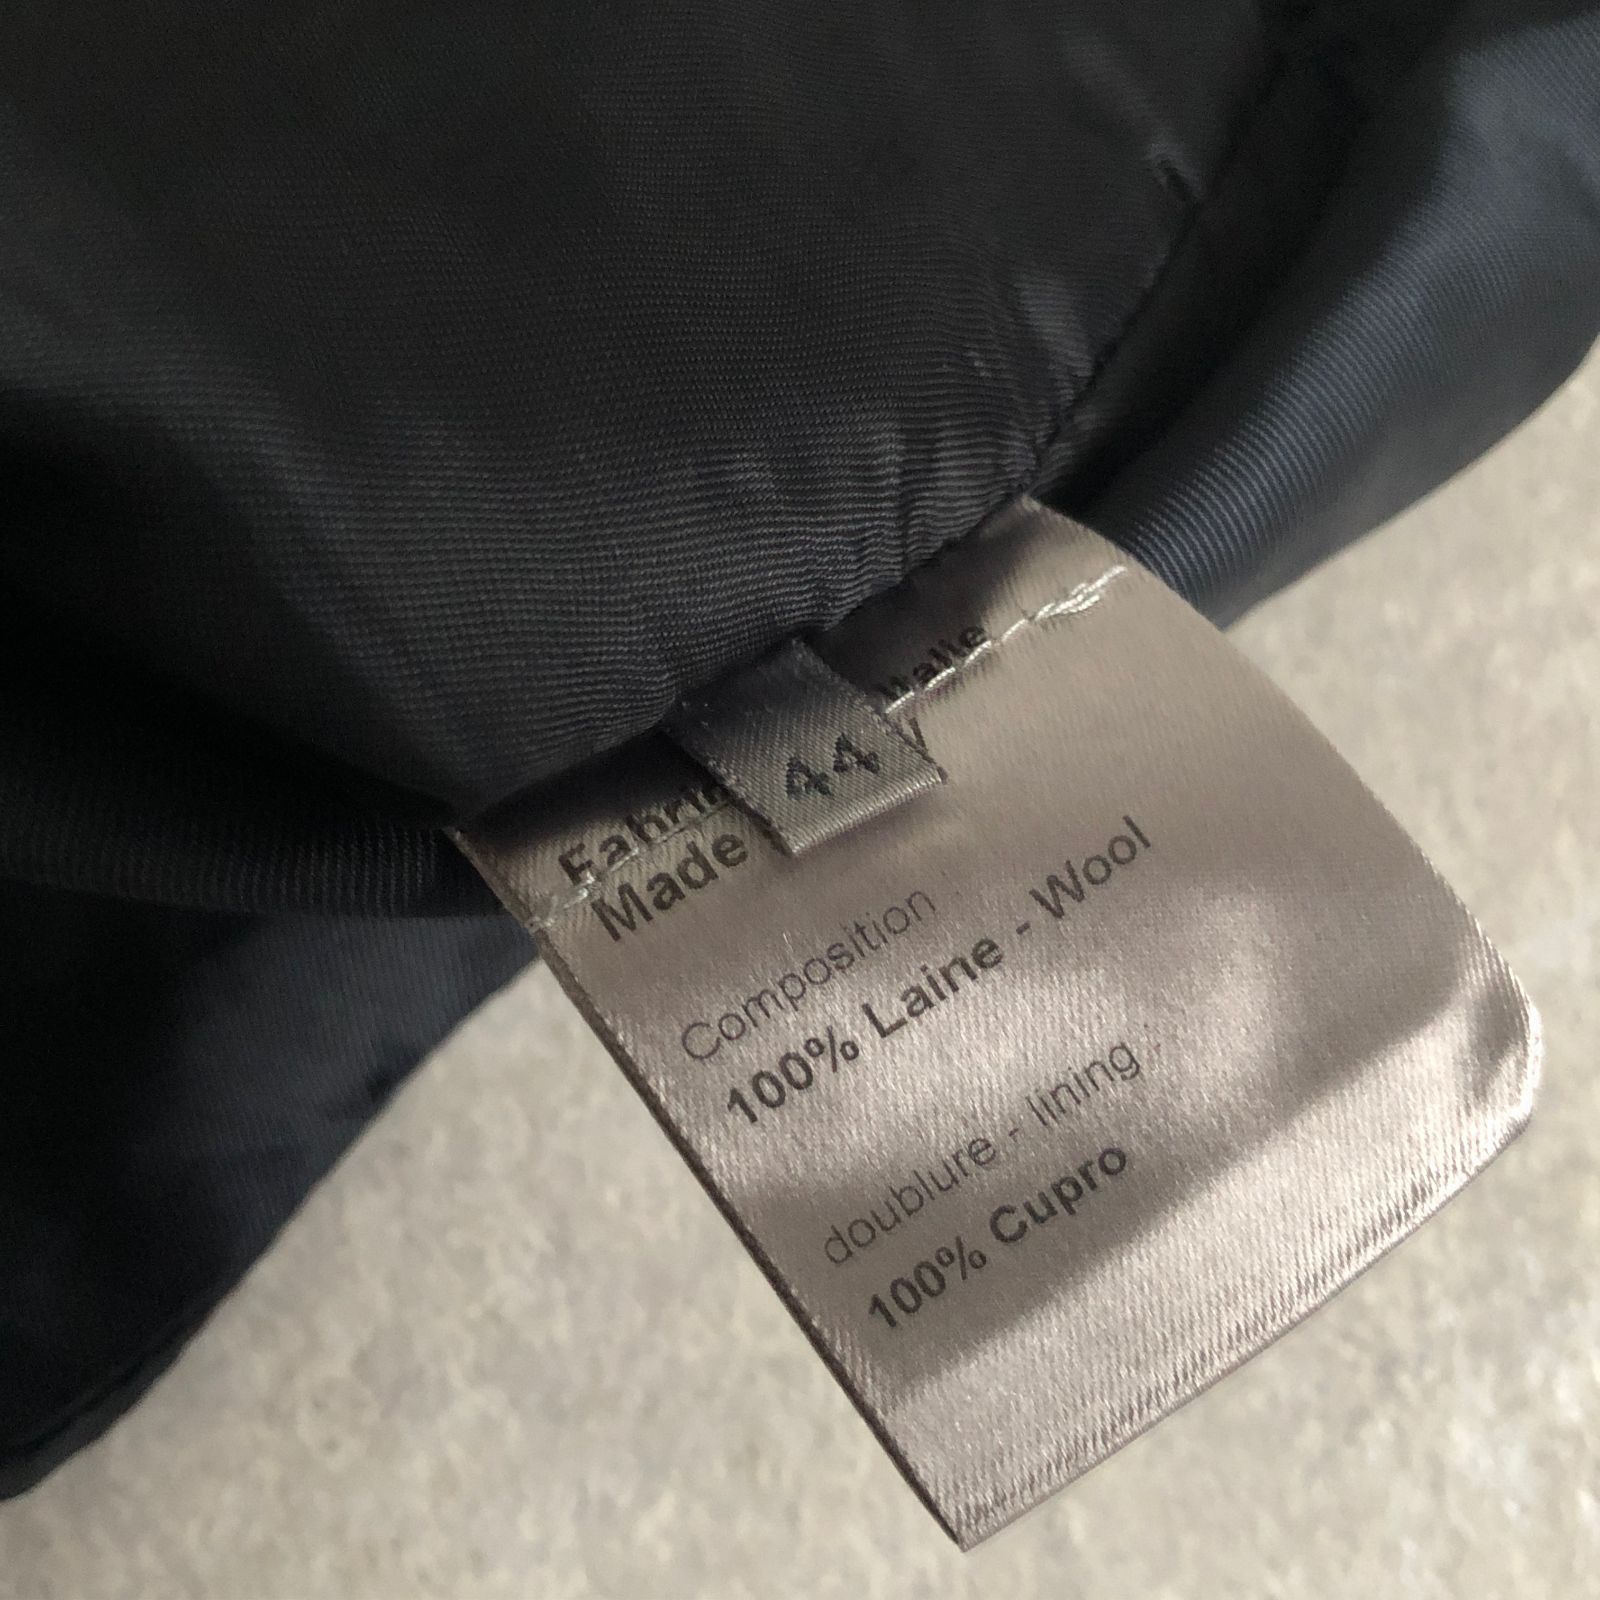 44
Made
Composition :
100% Laine - Wool
doublure - lining :
100% Cupro